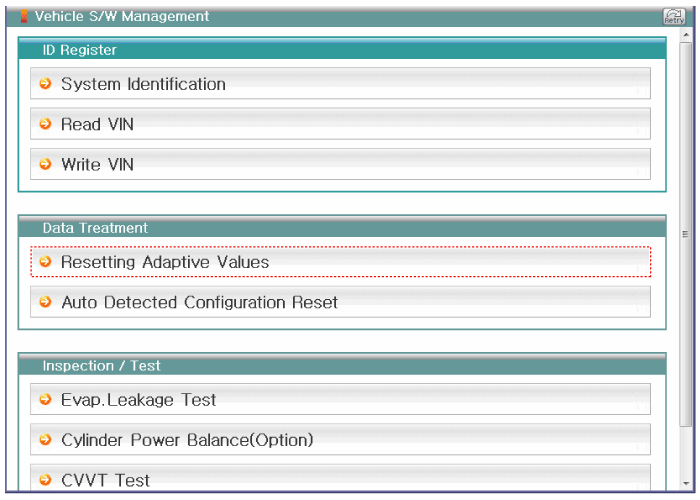 Vehicle S/W Management
Retry
ID Register
System Identification
Read VIN
Write VIN
Data Treatment
Resetting Adaptive Values
Auto Detected Configuration Reset
Inspection / Test
Evap.Leakage Test
Cylinder Power Balance(Option)
CVVT Test